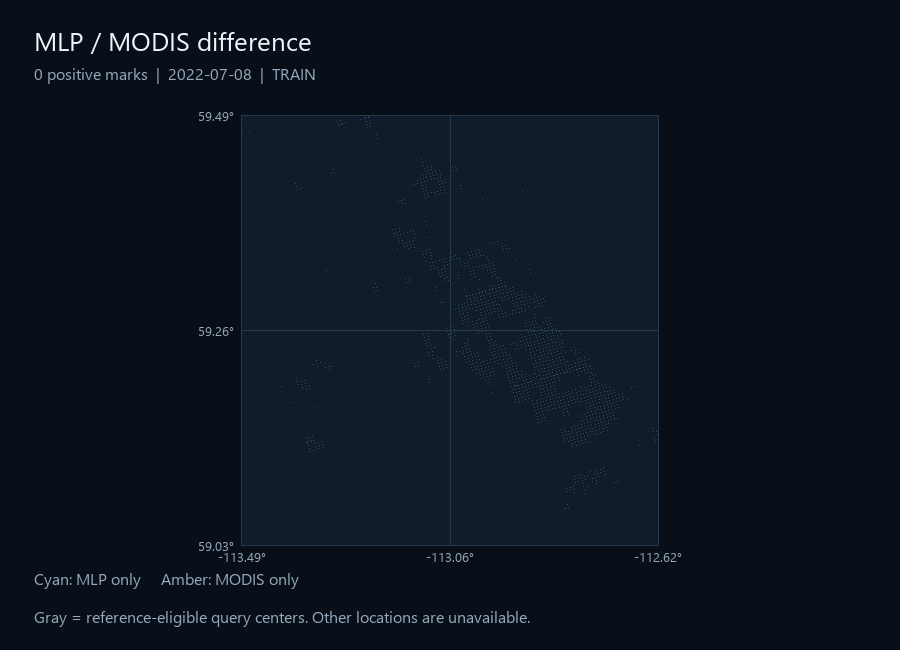 MLP / MODIS difference
0 positive marks | 2022-07-08 | TRAIN
59.49°
59.26°
59.03°
-113.49° -113.06° -112.62°
Cyan: MLP only Amber: MODIS only
Gray = reference-eligible query centers. Other locations are unavailable.